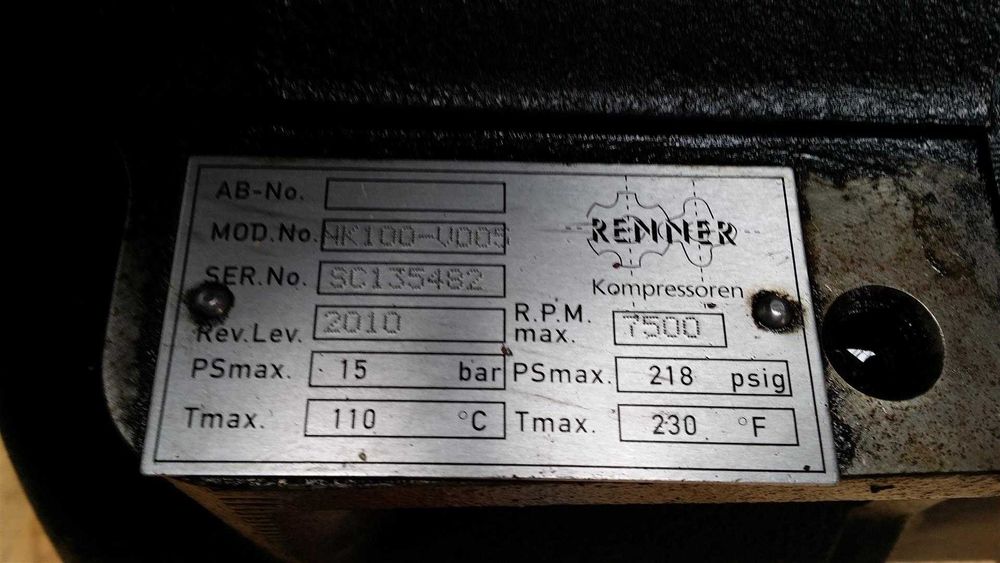 AB-No.
RENNER
Kompressoren
MOD.No. NK100-V005
SER.No. SC135482
Rev.Lev. 2010 R.P.M. max. 7500
PSmax. 15 bar PSmax. 218 psig
Tmax. 110 °C Tmax. 230 °F